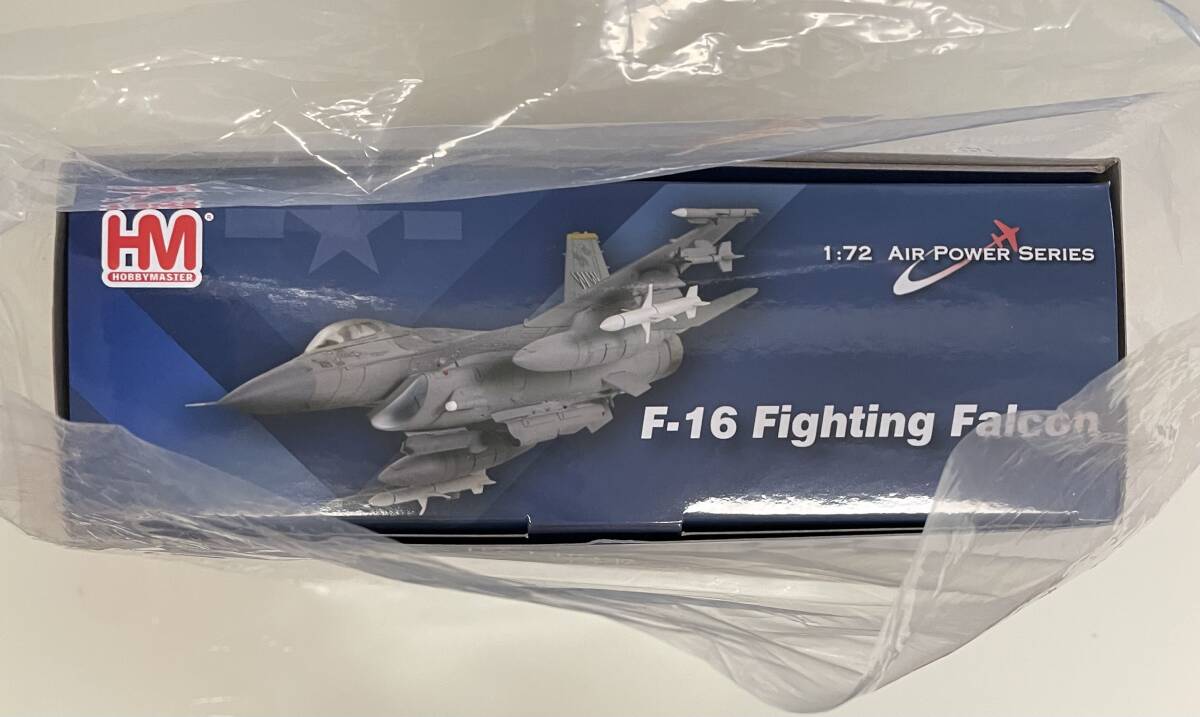 HM®
HOBBYMASTER
1:72 AIR POWER SERIES
F-16 Fighting Falcon